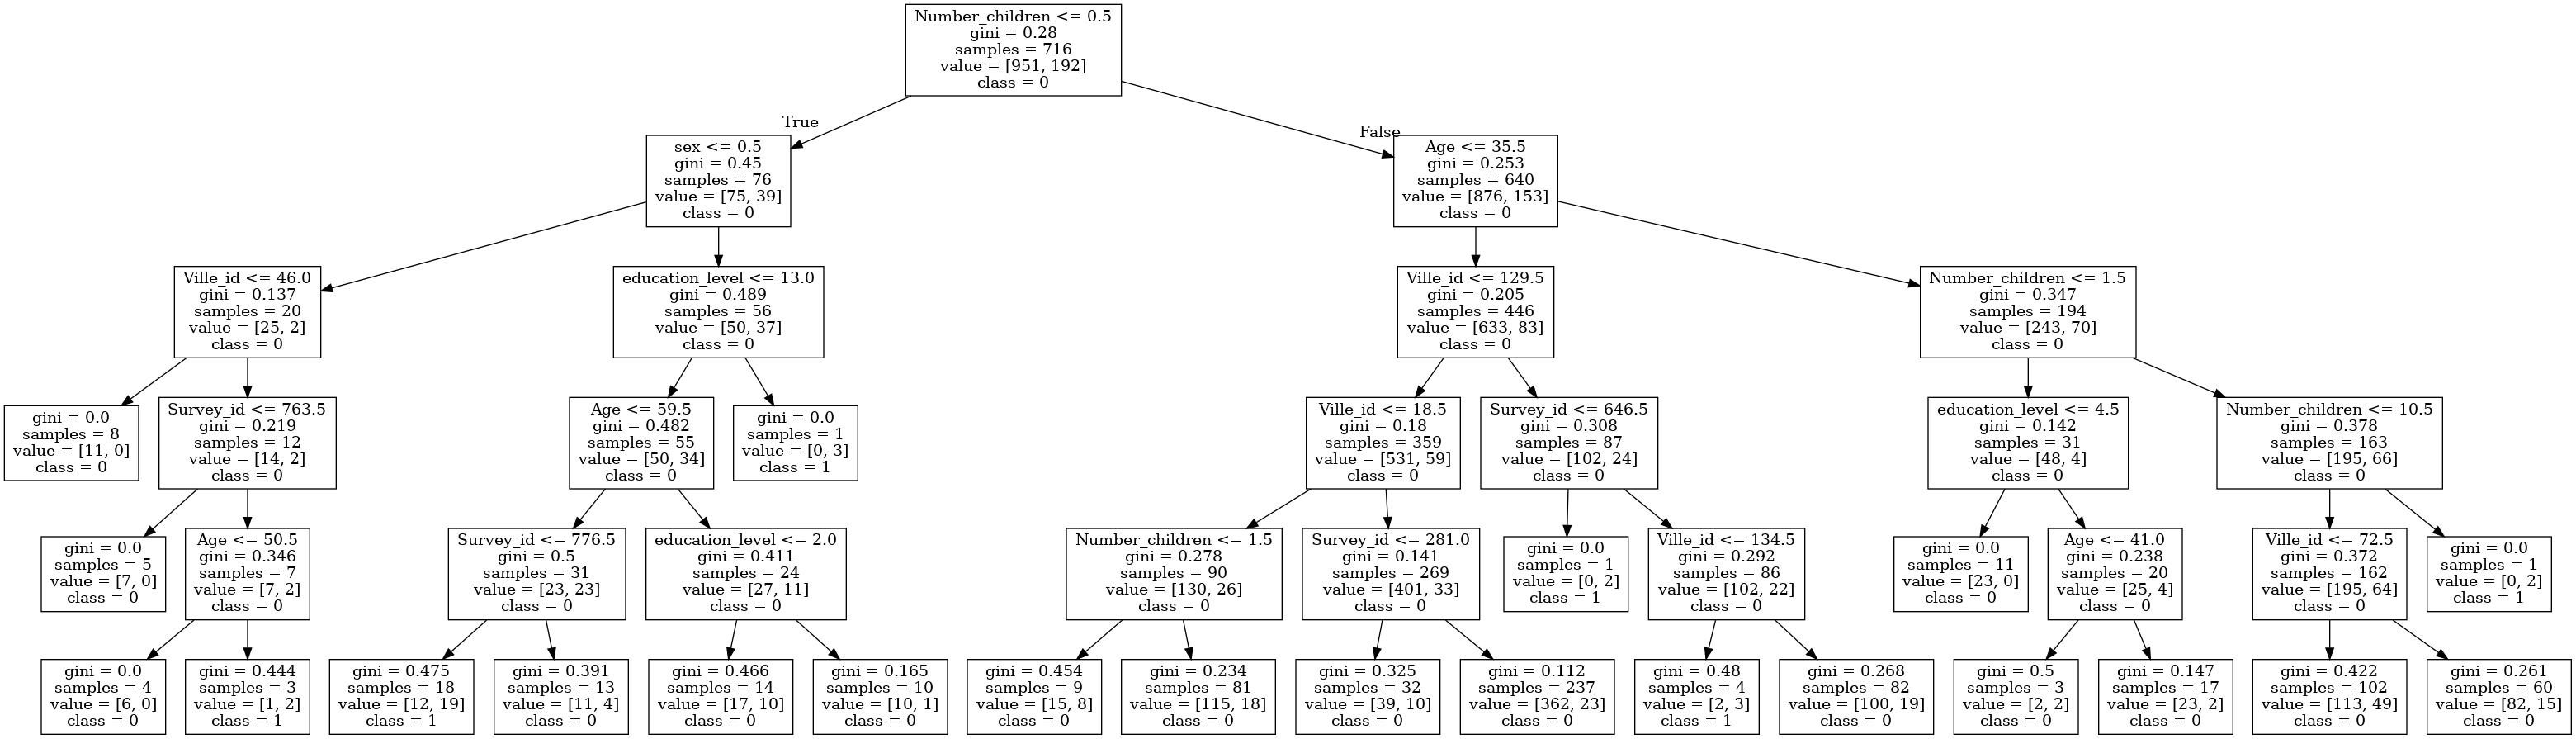 Number_children <= 0.5
gini = 0.28
samples = 716
value = [951, 192]
class = 0
True
False
sex <= 0.5
gini = 0.45
samples = 76
value = [75, 39]
class = 0
Age <= 35.5
gini = 0.253
samples = 640
value = [876, 153]
class = 0
Ville_id <= 46.0
gini = 0.137
samples = 20
value = [25, 2]
class = 0
education_level <= 13.0
gini = 0.489
samples = 56
value = [50, 37]
class = 0
Ville_id <= 129.5
gini = 0.205
samples = 446
value = [633, 83]
class = 0
Number_children <= 1.5
gini = 0.347
samples = 194
value = [243, 70]
class = 0
gini = 0.0
samples = 8
value = [11, 0]
class = 0
Survey_id <= 763.5
gini = 0.219
samples = 12
value = [14, 2]
class = 0
Age <= 59.5
gini = 0.482
samples = 55
value = [50, 34]
class = 0
gini = 0.0
samples = 1
value = [0, 3]
class = 1
Ville_id <= 18.5
gini = 0.18
samples = 359
value = [531, 59]
class = 0
Survey_id <= 646.5
gini = 0.308
samples = 87
value = [102, 24]
class = 0
education_level <= 4.5
gini = 0.142
samples = 31
value = [48, 4]
class = 0
Number_children <= 10.5
gini = 0.378
samples = 163
value = [195, 66]
class = 0
gini = 0.0
samples = 5
value = [7, 0]
class = 0
Age <= 50.5
gini = 0.346
samples = 7
value = [7, 2]
class = 0
Survey_id <= 776.5
gini = 0.5
samples = 31
value = [23, 23]
class = 0
education_level <= 2.0
gini = 0.411
samples = 24
value = [27, 11]
class = 0
Number_children <= 1.5
gini = 0.278
samples = 90
value = [130, 26]
class = 0
Survey_id <= 281.0
gini = 0.141
samples = 269
value = [401, 33]
class = 0
gini = 0.0
samples = 1
value = [0, 2]
class = 1
Ville_id <= 134.5
gini = 0.292
samples = 86
value = [102, 22]
class = 0
gini = 0.0
samples = 11
value = [23, 0]
class = 0
Age <= 41.0
gini = 0.238
samples = 20
value = [25, 4]
class = 0
Ville_id <= 72.5
gini = 0.372
samples = 162
value = [195, 64]
class = 0
gini = 0.0
samples = 1
value = [0, 2]
class = 1
gini = 0.0
samples = 4
value = [6, 0]
class = 0
gini = 0.444
samples = 3
value = [1, 2]
class = 1
gini = 0.475
samples = 18
value = [12, 19]
class = 1
gini = 0.391
samples = 13
value = [11, 4]
class = 0
gini = 0.466
samples = 14
value = [17, 10]
class = 0
gini = 0.165
samples = 10
value = [10, 1]
class = 0
gini = 0.454
samples = 9
value = [15, 8]
class = 0
gini = 0.234
samples = 81
value = [115, 18]
class = 0
gini = 0.325
samples = 32
value = [39, 10]
class = 0
gini = 0.112
samples = 237
value = [362, 23]
class = 0
gini = 0.48
samples = 4
value = [2, 3]
class = 1
gini = 0.268
samples = 82
value = [100, 19]
class = 0
gini = 0.5
samples = 3
value = [2, 2]
class = 0
gini = 0.147
samples = 17
value = [23, 2]
class = 0
gini = 0.422
samples = 102
value = [113, 49]
class = 0
gini = 0.261
samples = 60
value = [82, 15]
class = 0